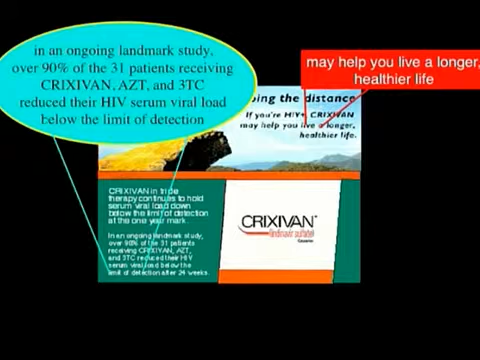 in an ongoing landmark study,
over 90% of the 31 patients receiving
CRIXIVAN, AZT, and 3TC
reduced their HIV serum viral load
below the limit of detection
may help you live a longer,
healthier life
ing the distance
If you're HIV+ CRIXIVAN
may help you live a longer,
healthier life.
CRIXIVAN in triple
therapy continues to hold
serum viral load down
below the limit of detection
at the one year mark.
In an ongoing landmark study,
over 90% of the 31 patients
receiving CRIXIVAN, AZT,
and 3TC reduced their HIV
serum viral load below the
limit of detection after 24 weeks.
CRIXIVAN